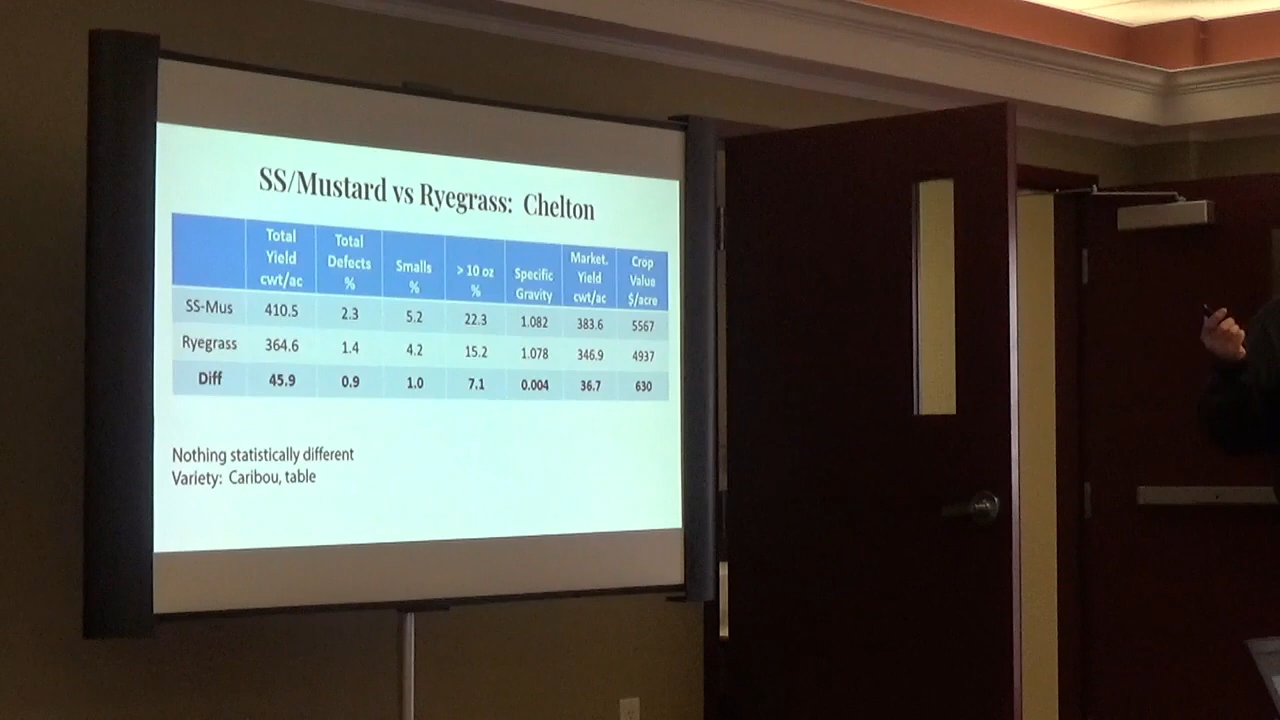 SS/Mustard vs Ryegrass: Chelton
Total Yield cwt/ac Total Defects % Smalls % > 10 oz % Specific Gravity Market. Yield cwt/ac Crop Value $/acre
SS-Mus 410.5 2.3 5.2 22.3 1.082 383.6 5567
Ryegrass 364.6 1.4 4.2 15.2 1.078 346.9 4937
Diff 45.9 0.9 1.0 7.1 0.004 36.7 630
Nothing statistically different
Variety: Caribou, table